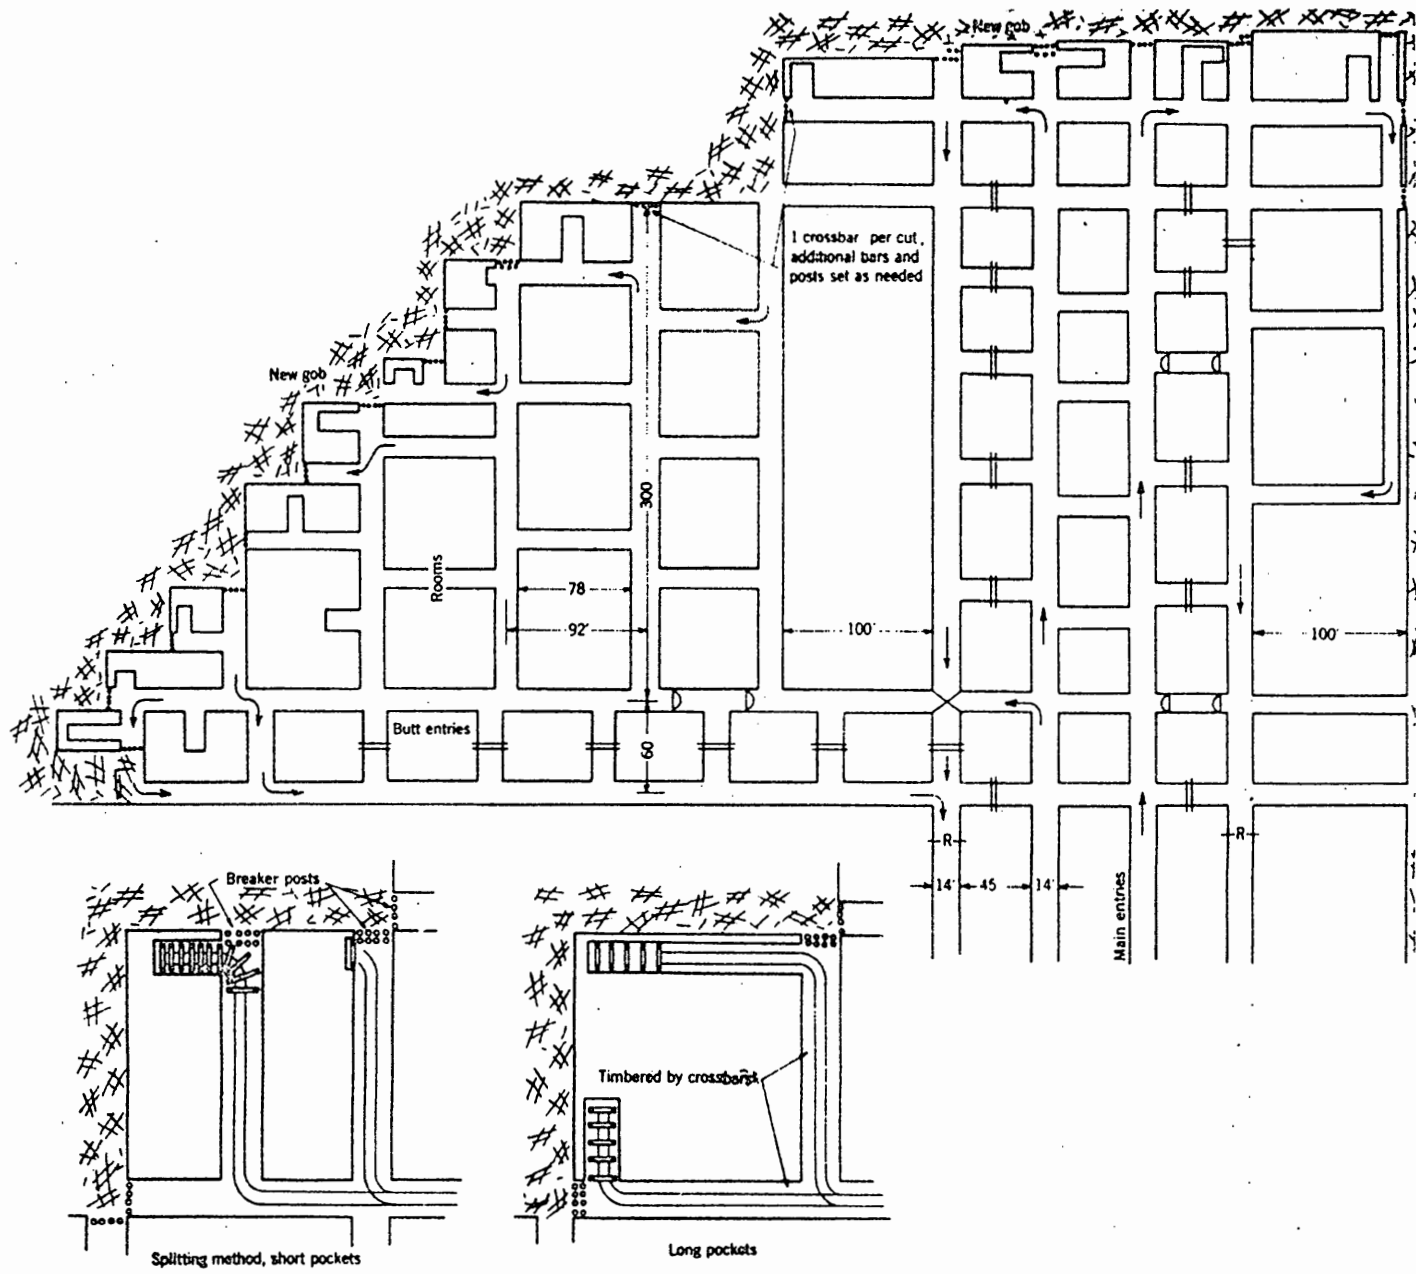 New gob
1 crossbar per cut,
additional bars and
posts set as needed
New gob
300
Rooms
78
92'
100'
100'
Butt entries
60
R
R
14'
45
14'
Main entries
Breaker posts
Timbered by crossbars
Splitting method, short pockets
Long pockets